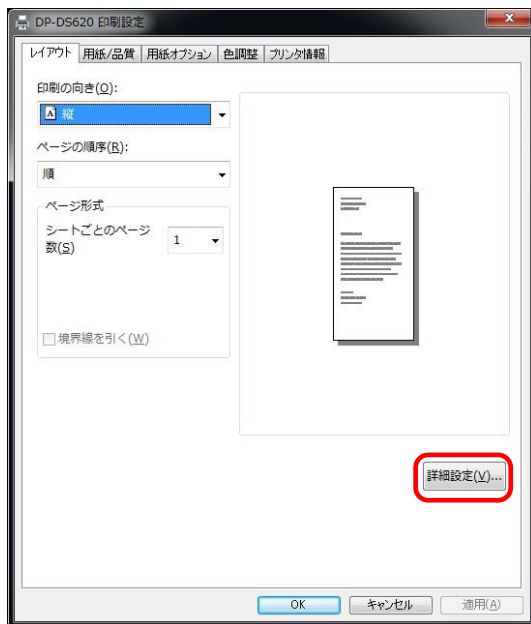 DP-DS620 印刷設定
レイアウト 用紙/品質 用紙オプション 色調整 プリンタ情報
印刷の向き(O):
縦
ページの順序(R):
順
ページ形式
シートごとのページ
数(S)
1
境界線を引く(W)
詳細設定(V)...
OK キャンセル 適用(A)